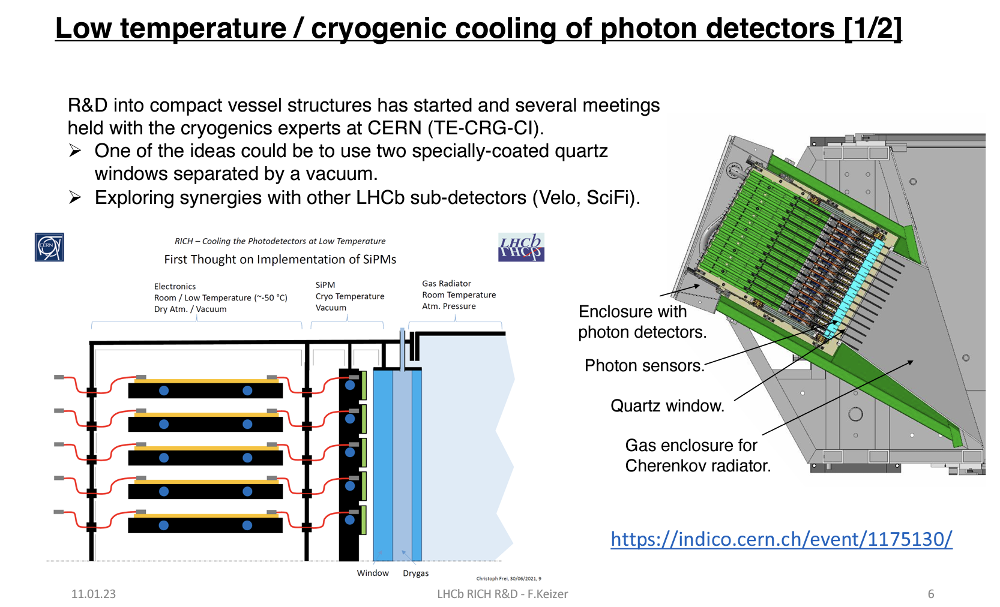 Low temperature / cryogenic cooling of photon detectors [1/2]
R&D into compact vessel structures has started and several meetings
held with the cryogenics experts at CERN (TE-CRG-CI).
➢ One of the ideas could be to use two specially-coated quartz
windows separated by a vacuum.
➢ Exploring synergies with other LHCb sub-detectors (Velo, SciFi).
CERN
RICH – Cooling the Photodetectors at Low Temperature
First Thought on Implementation of SiPMs
LHCb
LHCb
Electronics
Room / Low Temperature (~-50 °C)
Dry Atm. / Vacuum
SiPM
Cryo Temperature
Vacuum
Gas Radiator
Room Temperature
Atm. Pressure
Window
Drygas
Christoph Frei, 30/06/2021, 9
Enclosure with
photon detectors.
Photon sensors.
Quartz window.
Gas enclosure for
Cherenkov radiator.
https://indico.cern.ch/event/1175130/
11.01.23
LHCb RICH R&D - F.Keizer
6